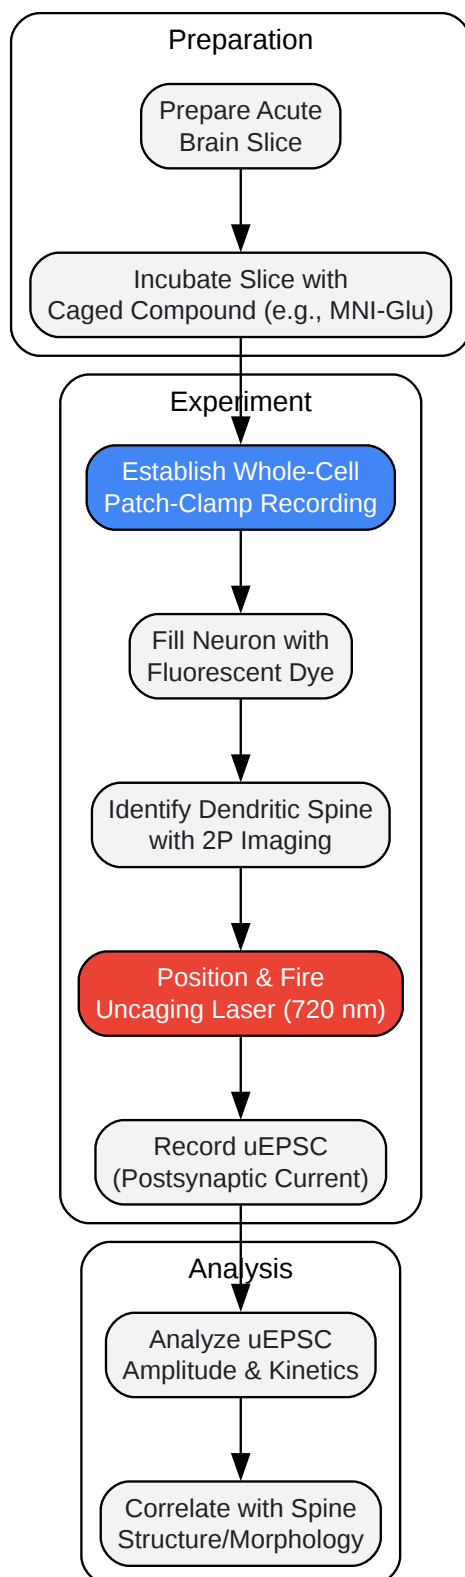 Preparation
Prepare Acute
Brain Slice
Incubate Slice with
Caged Compound (e.g., MNI-Glu)
Experiment
Establish Whole-Cell
Patch-Clamp Recording
Fill Neuron with
Fluorescent Dye
Identify Dendritic Spine
with 2P Imaging
Position & Fire
Uncaging Laser (720 nm)
Record uEPSC
(Postsynaptic Current)
Analysis
Analyze uEPSC
Amplitude & Kinetics
Correlate with Spine
Structure/Morphology